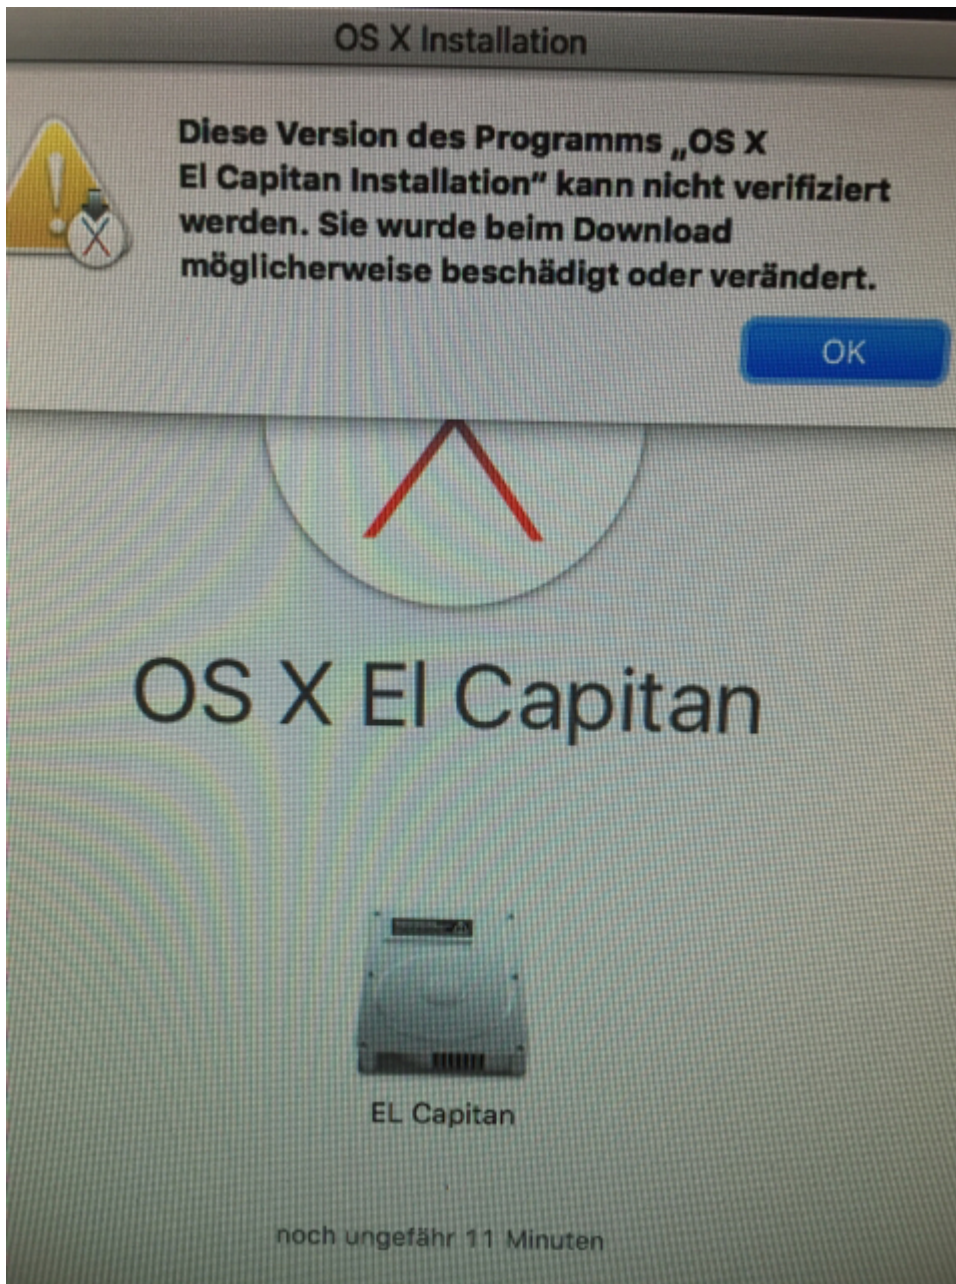 OS X Installation
Diese Version des Programms „OS X
El Capitan Installation“ kann nicht verifiziert
werden. Sie wurde beim Download
möglicherweise beschädigt oder verändert.
OK
OS X El Capitan
EL Capitan
noch ungefähr 11 Minuten